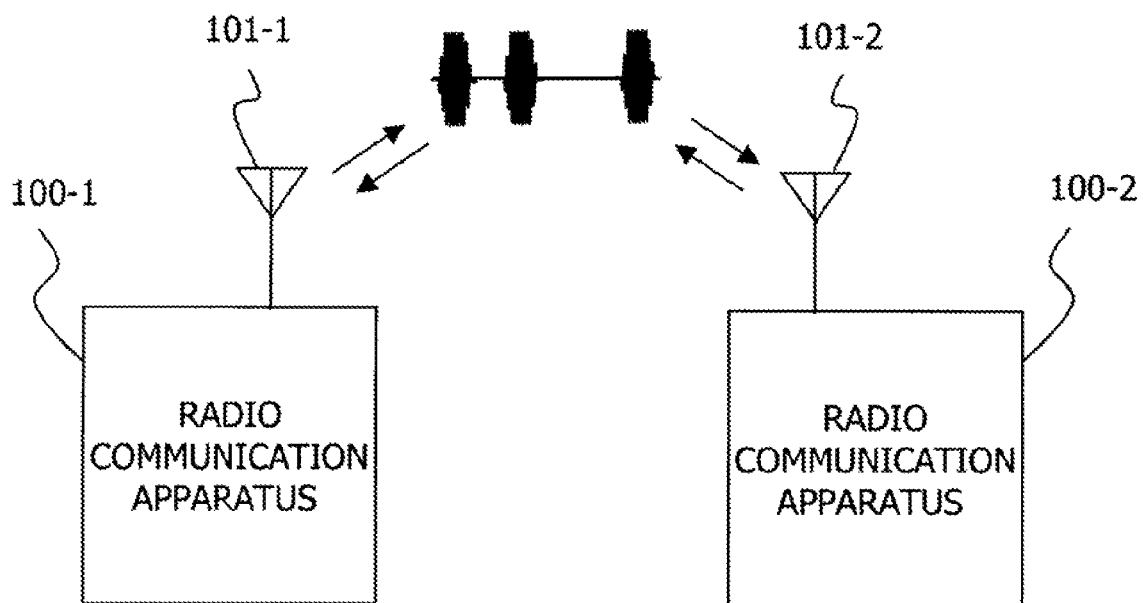 101-1
101-2
100-1
100-2
RADIO
COMMUNICATION
APPARATUS
RADIO
COMMUNICATION
APPARATUS